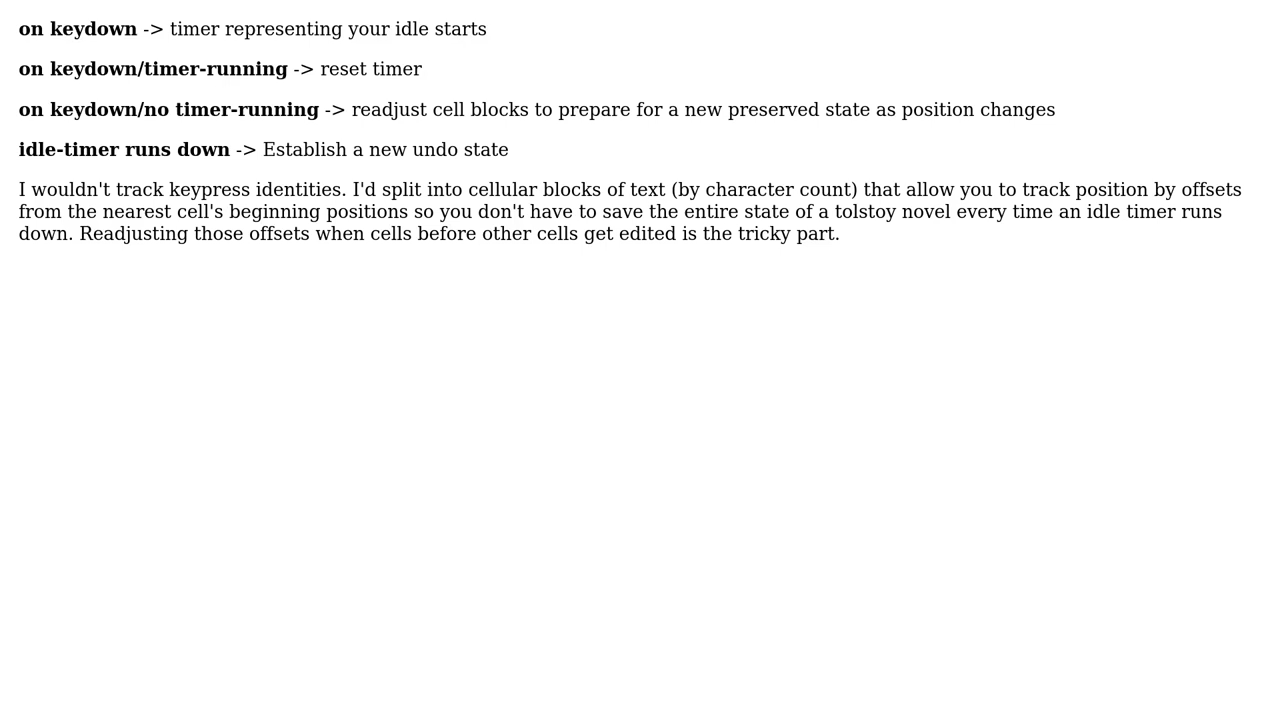 on keydown -> timer representing your idle starts
on keydown/timer-running -> reset timer
on keydown/no timer-running -> readjust cell blocks to prepare for a new preserved state as position changes
idle-timer runs down -> Establish a new undo state
I wouldn't track keypress identities. I'd split into cellular blocks of text (by character count) that allow you to track position by offsets
from the nearest cell's beginning positions so you don't have to save the entire state of a tolstoy novel every time an idle timer runs
down. Readjusting those offsets when cells before other cells get edited is the tricky part.